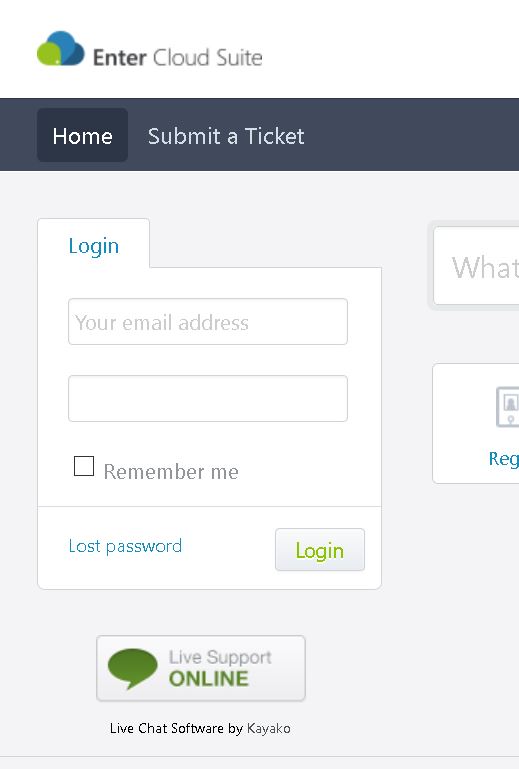 Enter Cloud Suite
Home Submit a Ticket
Login
What
Your email address
Remember me
Reg
Lost password Login
Live Support
ONLINE
Live Chat Software by Kayako